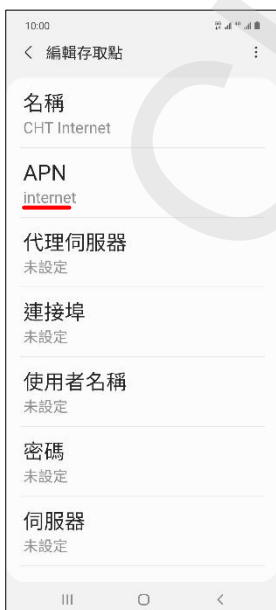 10:00
編輯存取點
名稱
CHT Internet
APN
internet
代理伺服器
未設定
連接埠
未設定
使用者名稱
未設定
密碼
未設定
伺服器
未設定